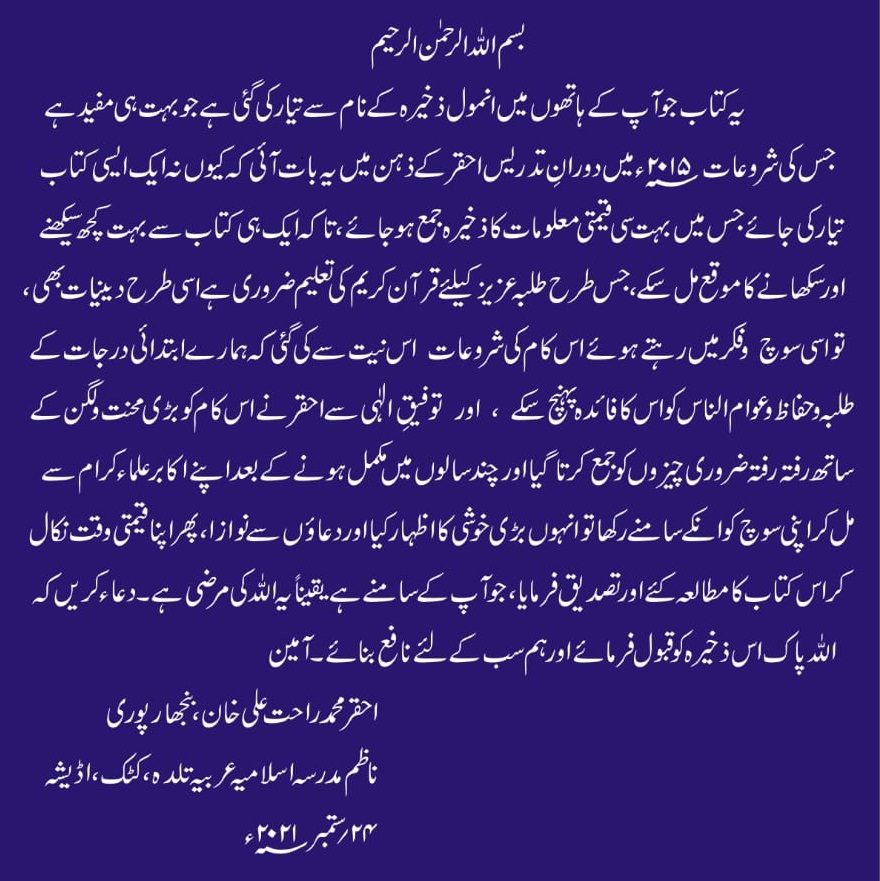 بسم اللہ الرحمٰن الرحیم
یہ کتاب جو آپ کے ہاتھوں میں انمول ذخیرہ کے نام سے تیار کی گئی ہے جو بہت ہی مفید ہے
جس کی شروعات ۲۰۱۵؁ء میں دورانِ تدریس احقر کے ذہن میں یہ بات آئی کہ کیوں نہ ایک ایسی کتاب
تیار کی جائے جس میں بہت سی قیمتی معلومات کا ذخیرہ جمع ہو جائے، تاکہ ایک ہی کتاب سے بہت کچھ سیکھنے
اور سکھانے کا موقع مل سکے، جس طرح طلبہ عزیز کیلئے قرآن کریم کی تعلیم ضروری ہے اسی طرح دینیات بھی،
تو اسی سوچ وفکر میں رہتے ہوئے اس کام کی شروعات اس نیت سے کی گئی کہ ہمارے ابتدائی درجات کے
طلبہ وحفاظ وعوام الناس کو اس کا فائدہ پہنچ سکے ، اور توفیقِ الٰہی سے احقر نے اس کام کو بڑی محنت ولگن کے
ساتھ رفتہ رفتہ ضروری چیزوں کو جمع کرتا گیا اور چند سالوں میں مکمل ہونے کے بعد اپنے اکابر علماء کرام سے
مل کر اپنی سوچ کو انکے سامنے رکھا تو انہوں بڑی خوشی کا اظہار کیا اور دعاؤں سے نوازا، پھر اپنا قیمتی وقت نکال
کر اس کتاب کا مطالعہ کئے اور تصدیق فرمایا، جو آپ کے سامنے ہے یقیناً یہ اللہ کی مرضی ہے۔ دعاء کریں کہ
اللہ پاک اس ذخیرہ کو قبول فرمائے اور ہم سب کے لئے نافع بنائے۔ آمین
احقر محمد راحت علی خان، بنجھارپوری
ناظم مدرسہ اسلامیہ عربیہ تلدہ، کٹک، اڈیشہ
۲۴؍ستمبر ۲۰۲۱؁ء